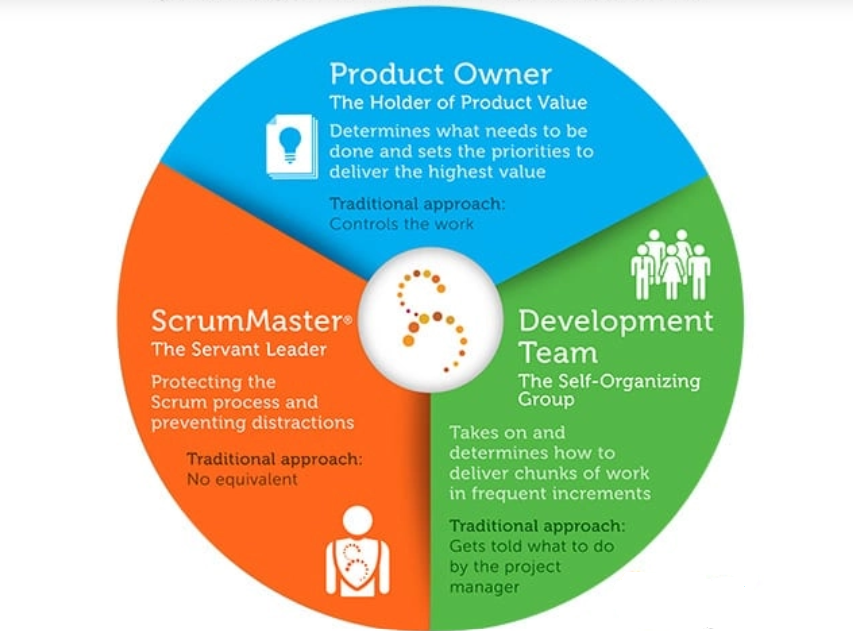 Product Owner
The Holder of Product Value
Determines what needs to be
done and sets the priorities to
deliver the highest value
Traditional approach:
Controls the work
ScrumMaster®
The Servant Leader
Protecting the
Scrum process and
preventing distractions
Traditional approach:
No equivalent
Development
Team
The Self-Organizing
Group
Takes on and
determines how to
deliver chunks of work
in frequent increments
Traditional approach:
Gets told what to do
by the project
manager